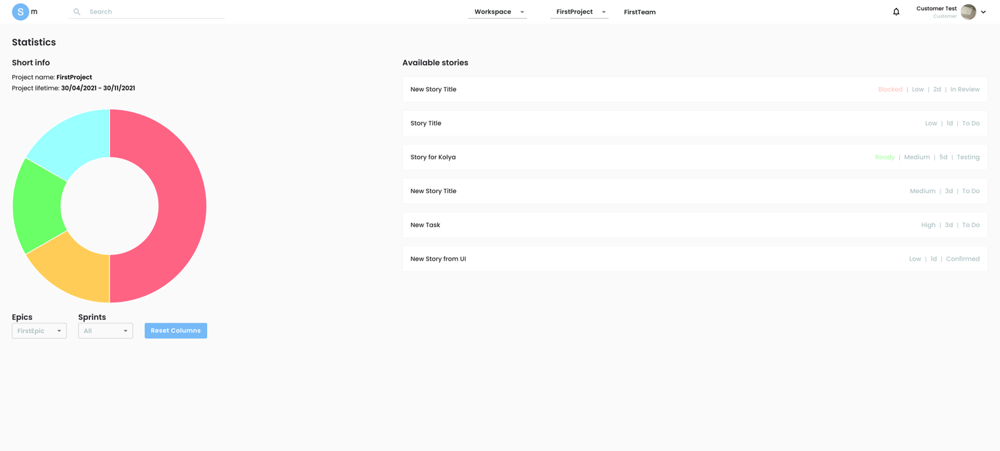 S m
Search
Workspace
FirstProject
FirstTeam
Customer Test
Customer
Statistics
Short info
Project name: FirstProject
Project lifetime: 30/04/2021 - 30/11/2021
Epics
FirstEpic
Sprints
All
Reset Columns
Available stories
New Story Title
Blocked | Low | 2d | In Review
Story Title
Low | 1d | To Do
Story for Kolya
Ready | Medium | 5d | Testing
New Story Title
Medium | 3d | To Do
New Task
High | 3d | To Do
New Story from UI
Low | 1d | Confirmed